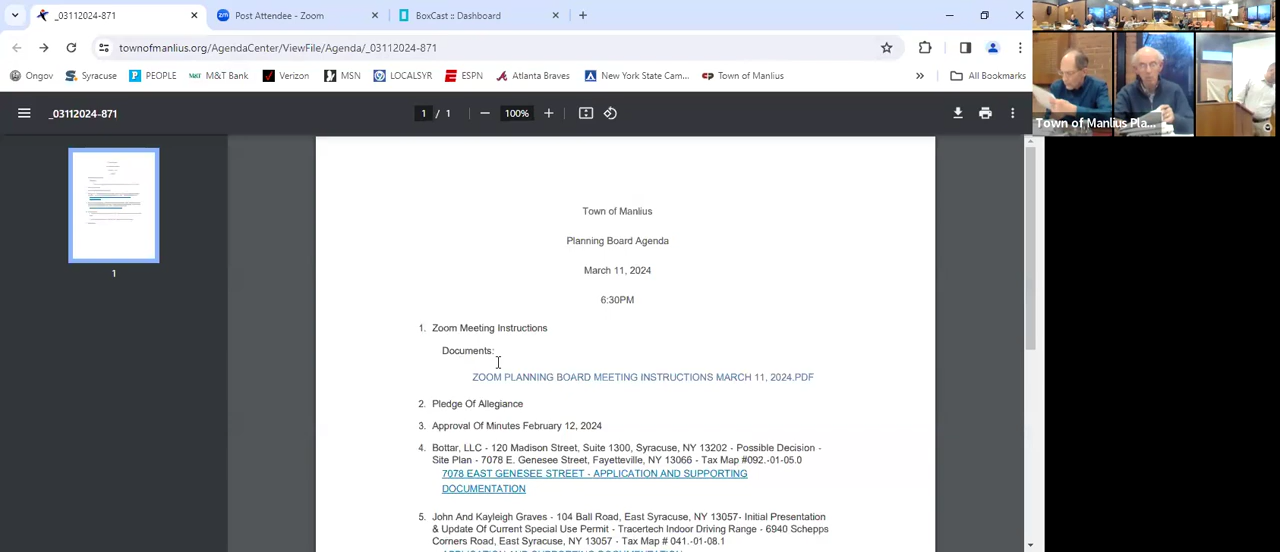 _03112024-871
Post Attendee - Zoom
BoxCast :: Dashboard
townofmanlius.org/AgendaCenter/ViewFile/Agenda/_03112024-871
Ongov
Syracuse
PEOPLE
M&T Bank
Verizon
MSN
LOCALSYR
ESPN
Atlanta Braves
New York State Cam...
Town of Manlius
All Bookmarks
_03112024-871
1 / 1
100%
Town of Manlius Pla...
1
Town of Manlius
Planning Board Agenda
March 11, 2024
6:30PM
1. Zoom Meeting Instructions
Documents:
ZOOM PLANNING BOARD MEETING INSTRUCTIONS MARCH 11, 2024.PDF
2. Pledge Of Allegiance
3. Approval Of Minutes February 12, 2024
4. Bottar, LLC - 120 Madison Street, Suite 1300, Syracuse, NY 13202 - Possible Decision -
Site Plan - 7078 E. Genesee Street, Fayetteville, NY 13066 - Tax Map #092.-01-05.0
7078 EAST GENESEE STREET - APPLICATION AND SUPPORTING
DOCUMENTATION
5. John And Kayleigh Graves - 104 Ball Road, East Syracuse, NY 13057- Initial Presentation
& Update Of Current Special Use Permit - Tracertech Indoor Driving Range - 6940 Schepps
Corners Road, East Syracuse, NY 13057 - Tax Map # 041.-01-08.1
APPLICATION AND SUPPORTING DOCUMENTATION